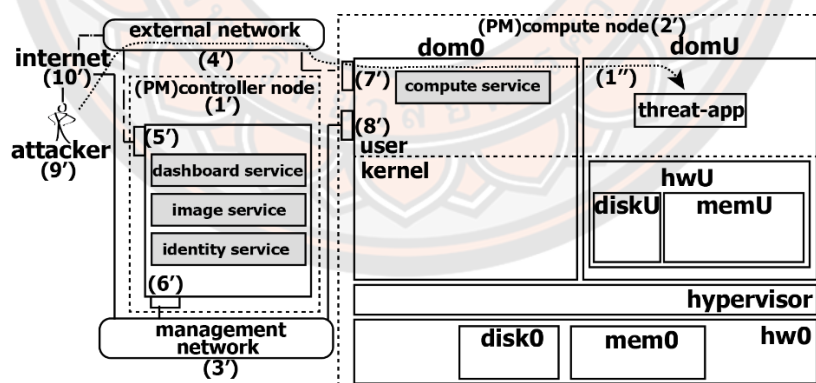 external network
(4')
internet
(10')
attacker
(9')
(PM)controller node
(1')
(5')
dashboard service
image service
identity service
(6')
management
network
(3')
(PM)compute node(2')
dom0
domU
(7')
compute service
(1'')
threat-app
(8')
user
kernel
hwU
diskU
memU
hypervisor
disk0
mem0
hw0